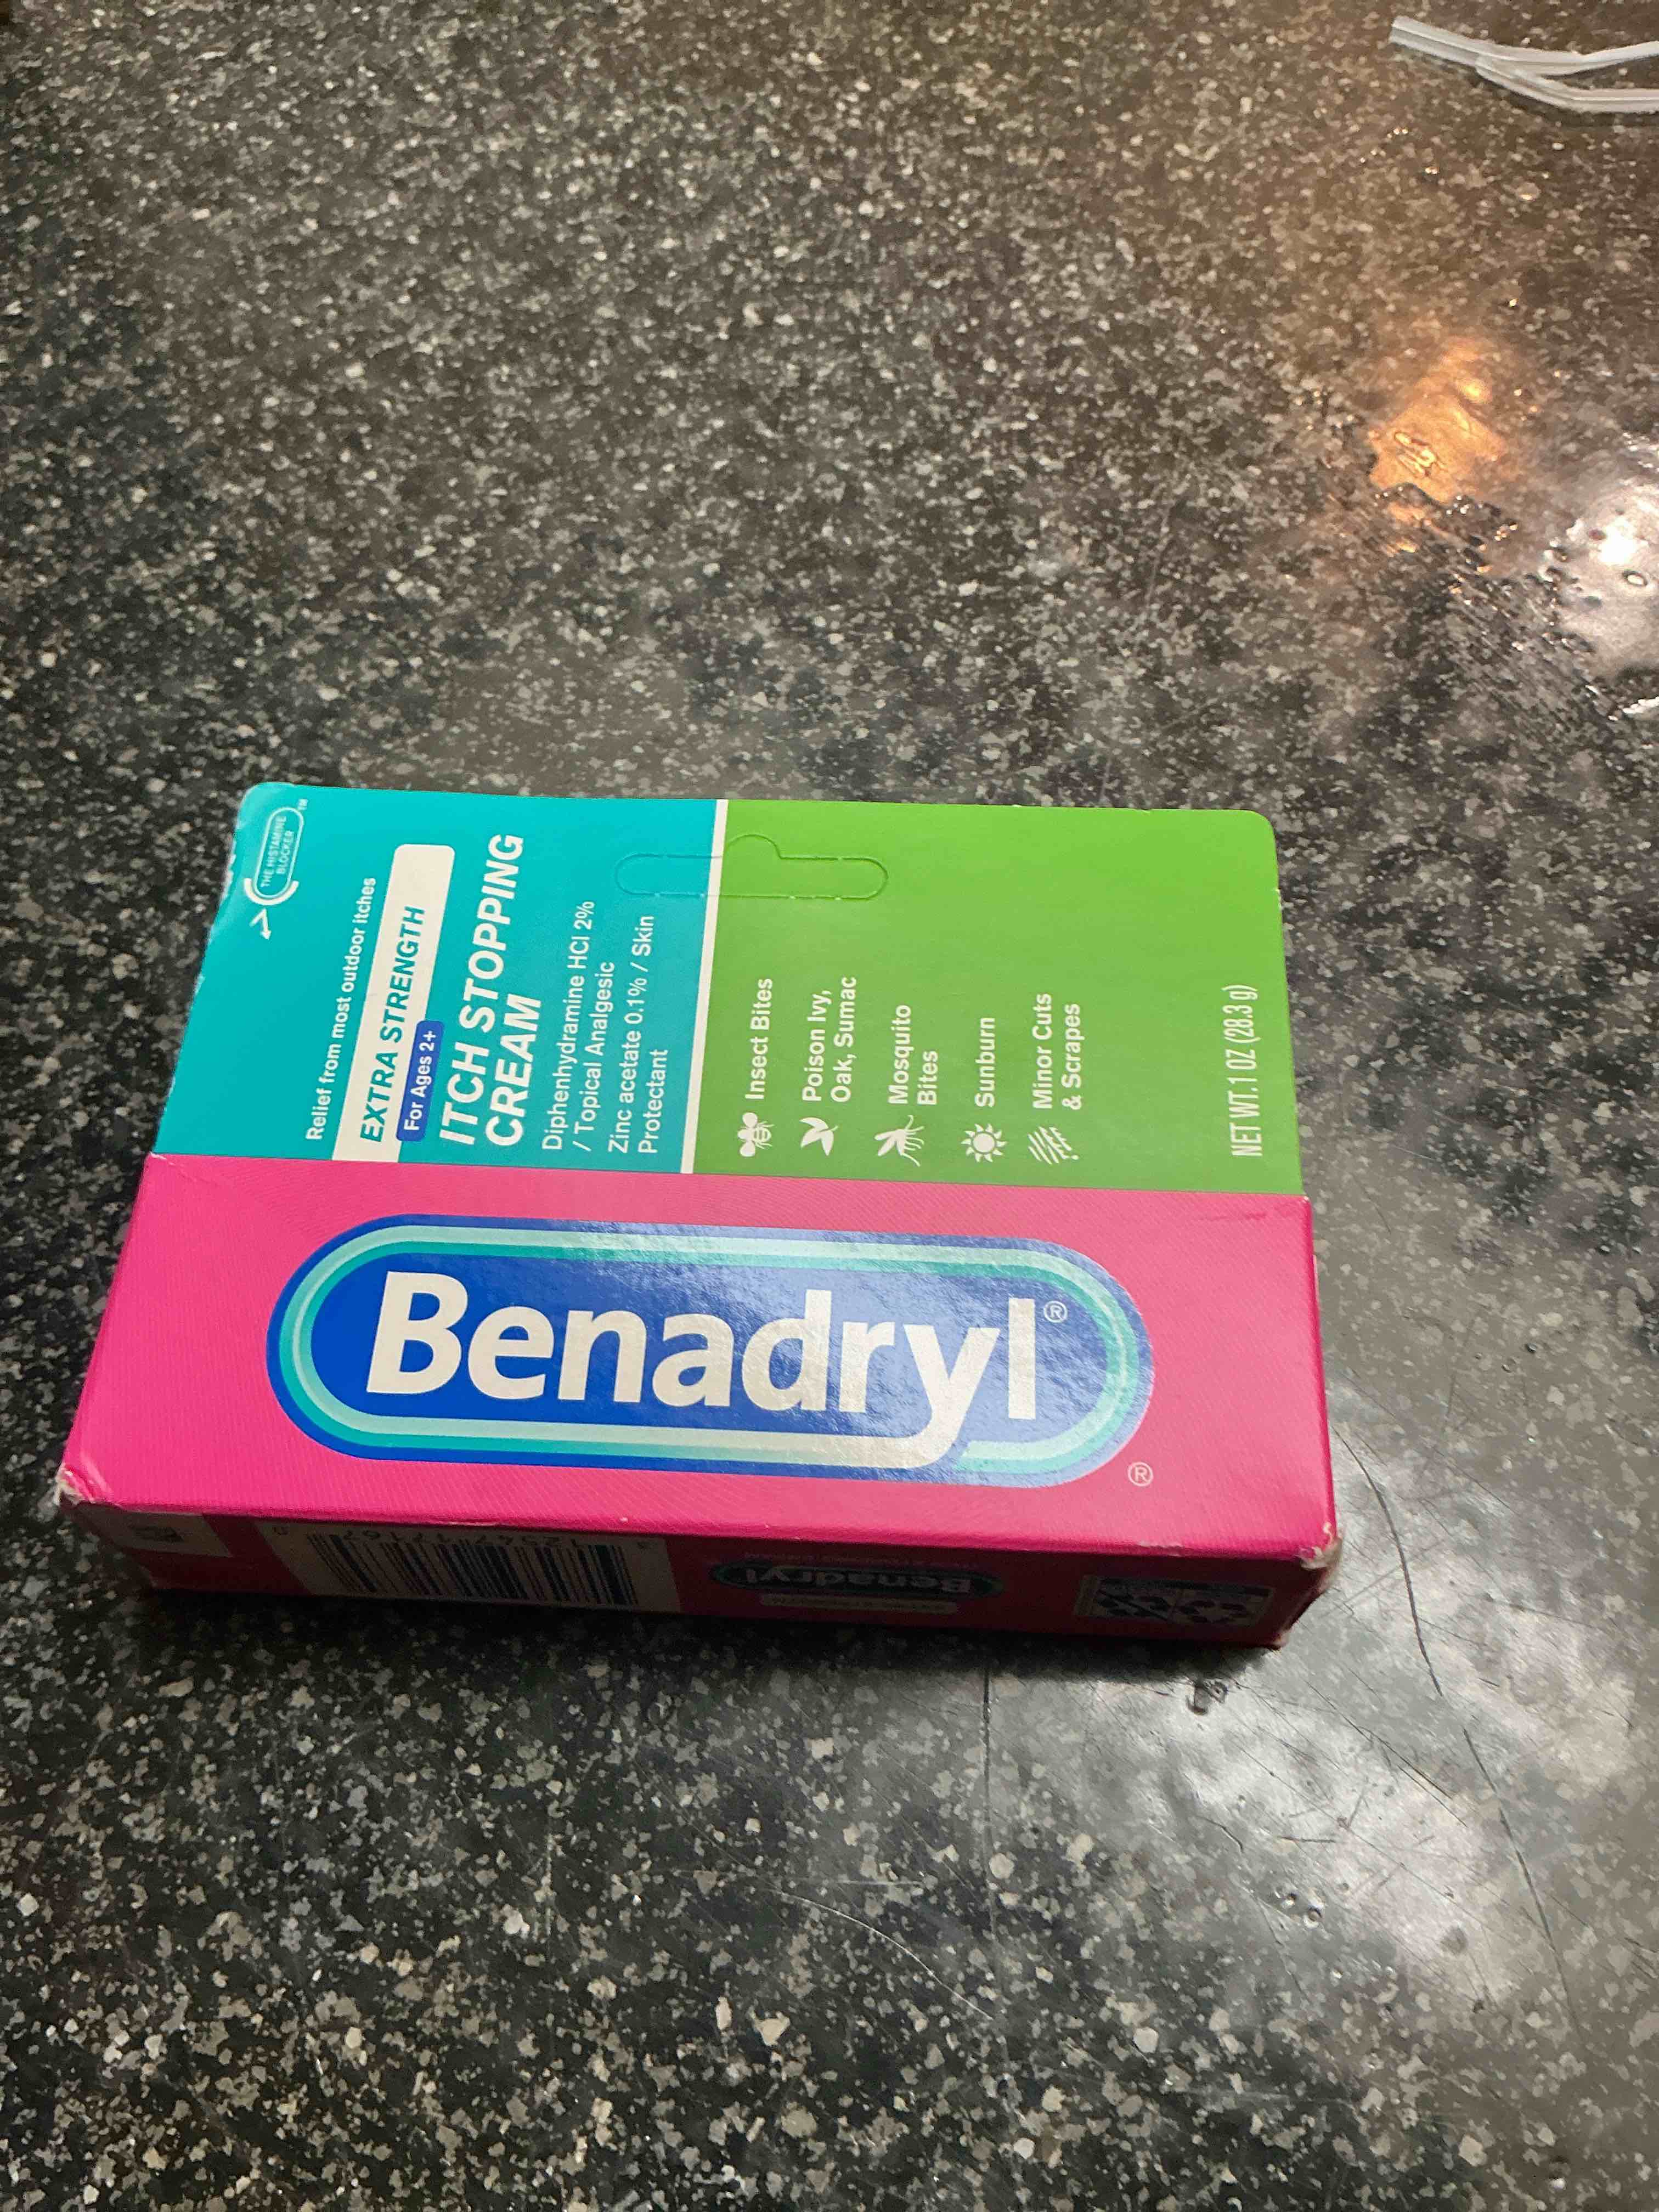 THE HISTAMINE
BLOCKER™
Relief from most outdoor itches
EXTRA STRENGTH
For Ages 2+
ITCH STOPPING
CREAM
Diphenhydramine HCl 2%
/ Topical Analgesic
Zinc acetate 0.1% / Skin
Protectant
Insect Bites
Poison Ivy,
Oak, Sumac
Mosquito
Bites
Sunburn
Minor Cuts
& Scrapes
NET WT. 1 OZ (28.3 g)
Benadryl®
®
Benadryl